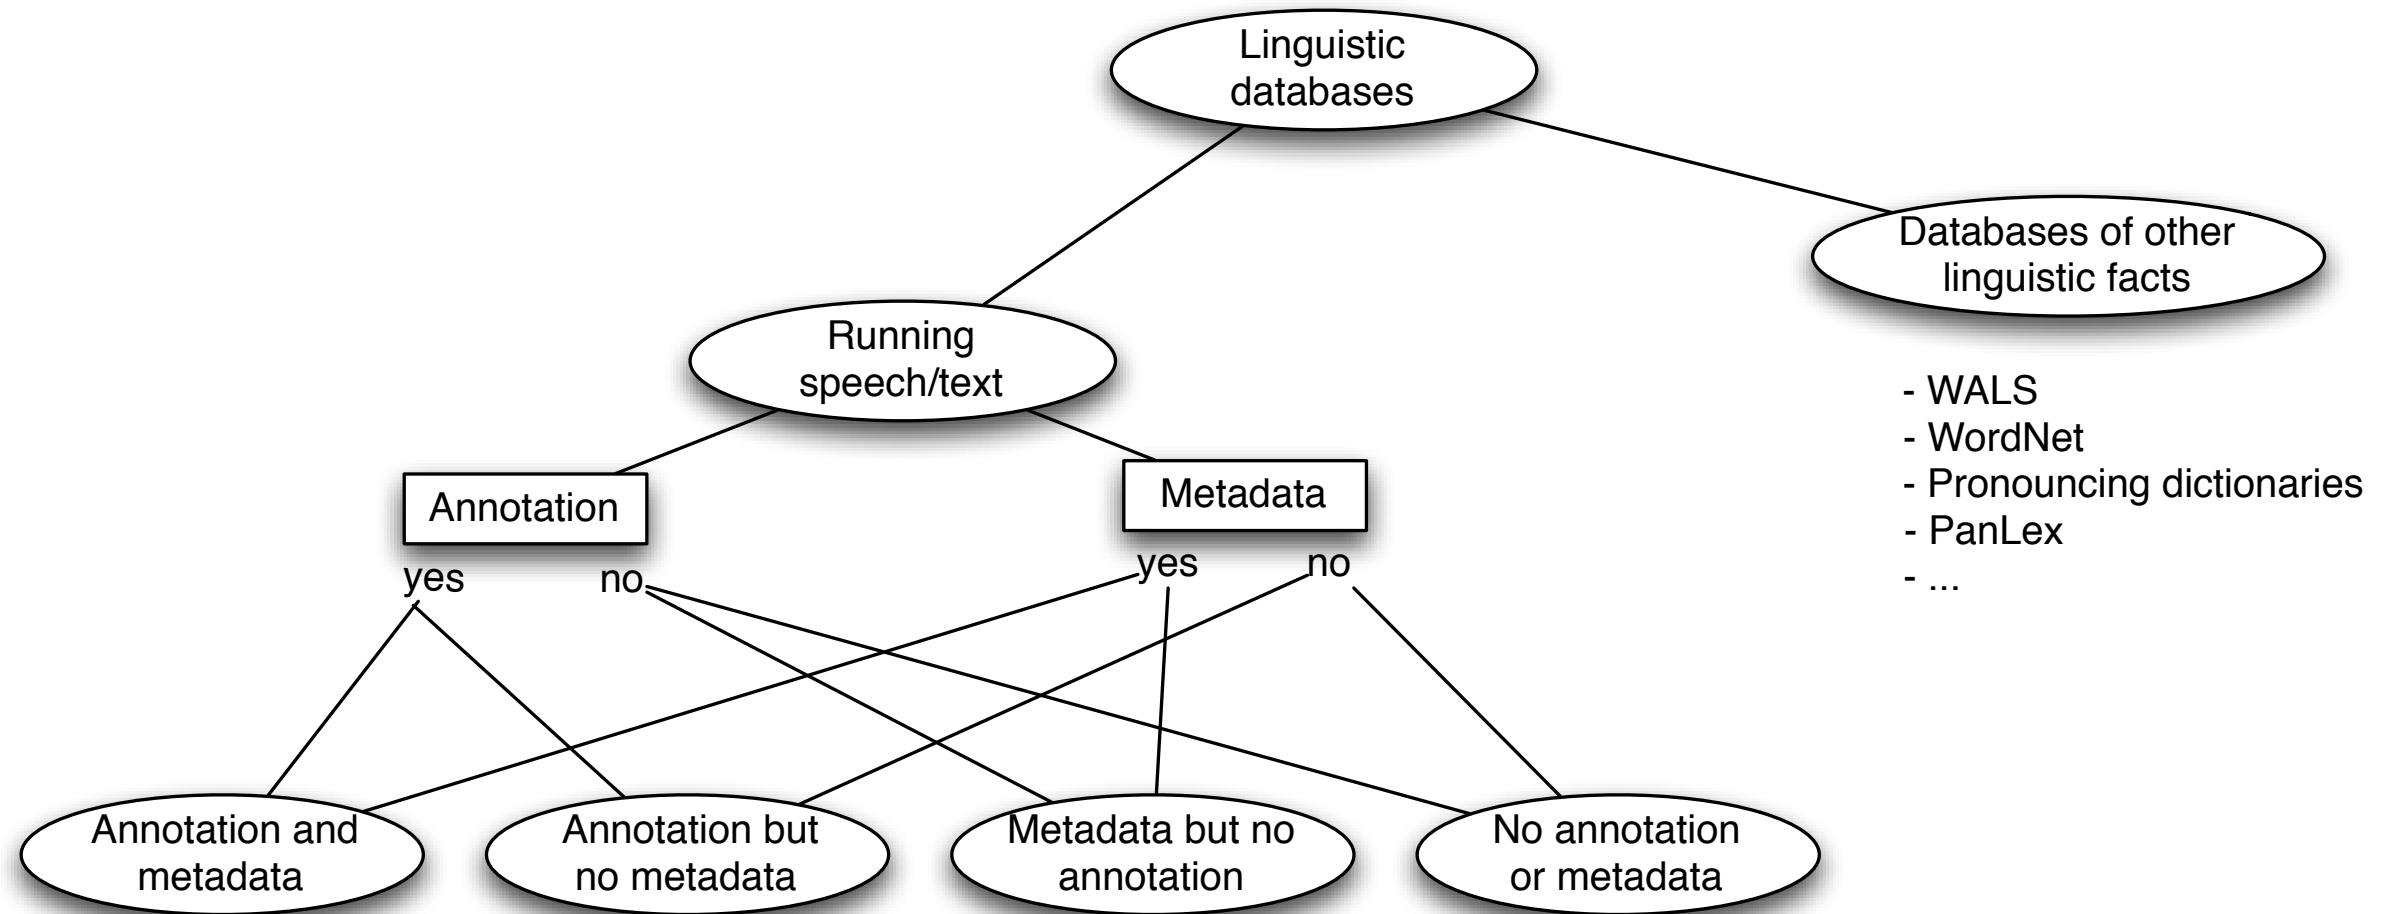 Linguistic
databases
Databases of other
linguistic facts
Running
speech/text
- WALS
- WordNet
- Pronouncing dictionaries
- PanLex
- ...
Annotation
Metadata
yes
no
yes
no
Annotation and
metadata
Annotation but
no metadata
Metadata but no
annotation
No annotation
or metadata